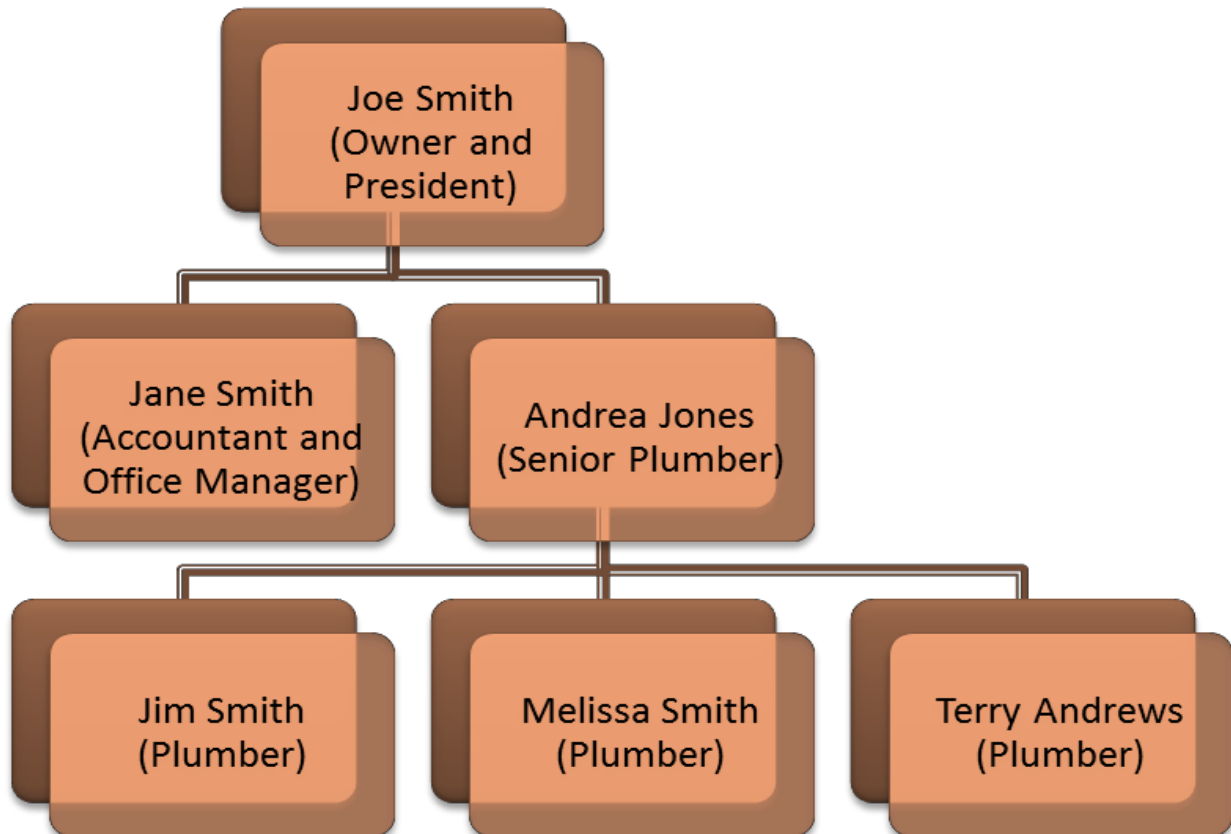 Joe Smith
(Owner and
President)
Jane Smith
(Accountant and
Office Manager)
Andrea Jones
(Senior Plumber)
Jim Smith
(Plumber)
Melissa Smith
(Plumber)
Terry Andrews
(Plumber)